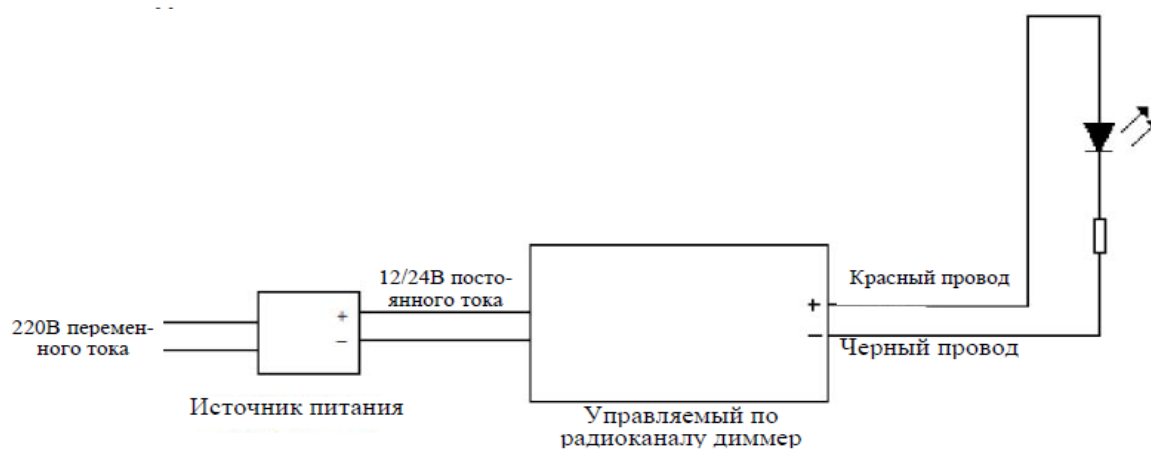 220В перемен-
ного тока
+
−
Источник питания
12/24В посто-
янного тока
+
−
Управляемый по
радиоканалу диммер
Красный провод
Черный провод